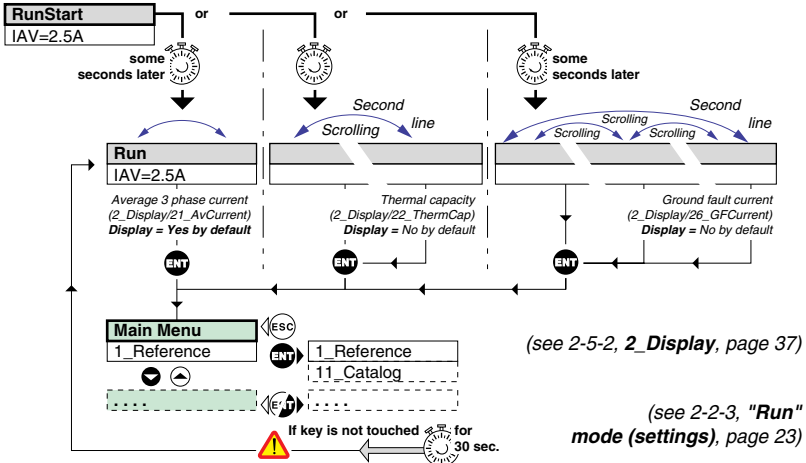 RunStart
IAV=2.5A
or
or
some
seconds later
some
seconds later
Second
line
Scrolling
Scrolling
Second
line
Scrolling
Scrolling
Run
IAV=2.5A
Average 3 phase current
(2_Display/21_AvCurrent)
Display = Yes by default
Thermal capacity
(2_Display/22_ThermCap)
Display = No by default
Ground fault current
(2_Display/26_GFCurrent)
Display = No by default
ENT
ENT
ENT
Main Menu
ESC
1_Reference
ENT
1_Reference
11_Catalog
. . . .
. . . .
(see 2-5-2, 2_Display, page 37)
(see 2-2-3, "Run"
mode (settings), page 23)
If key is not touched
for
30 sec.